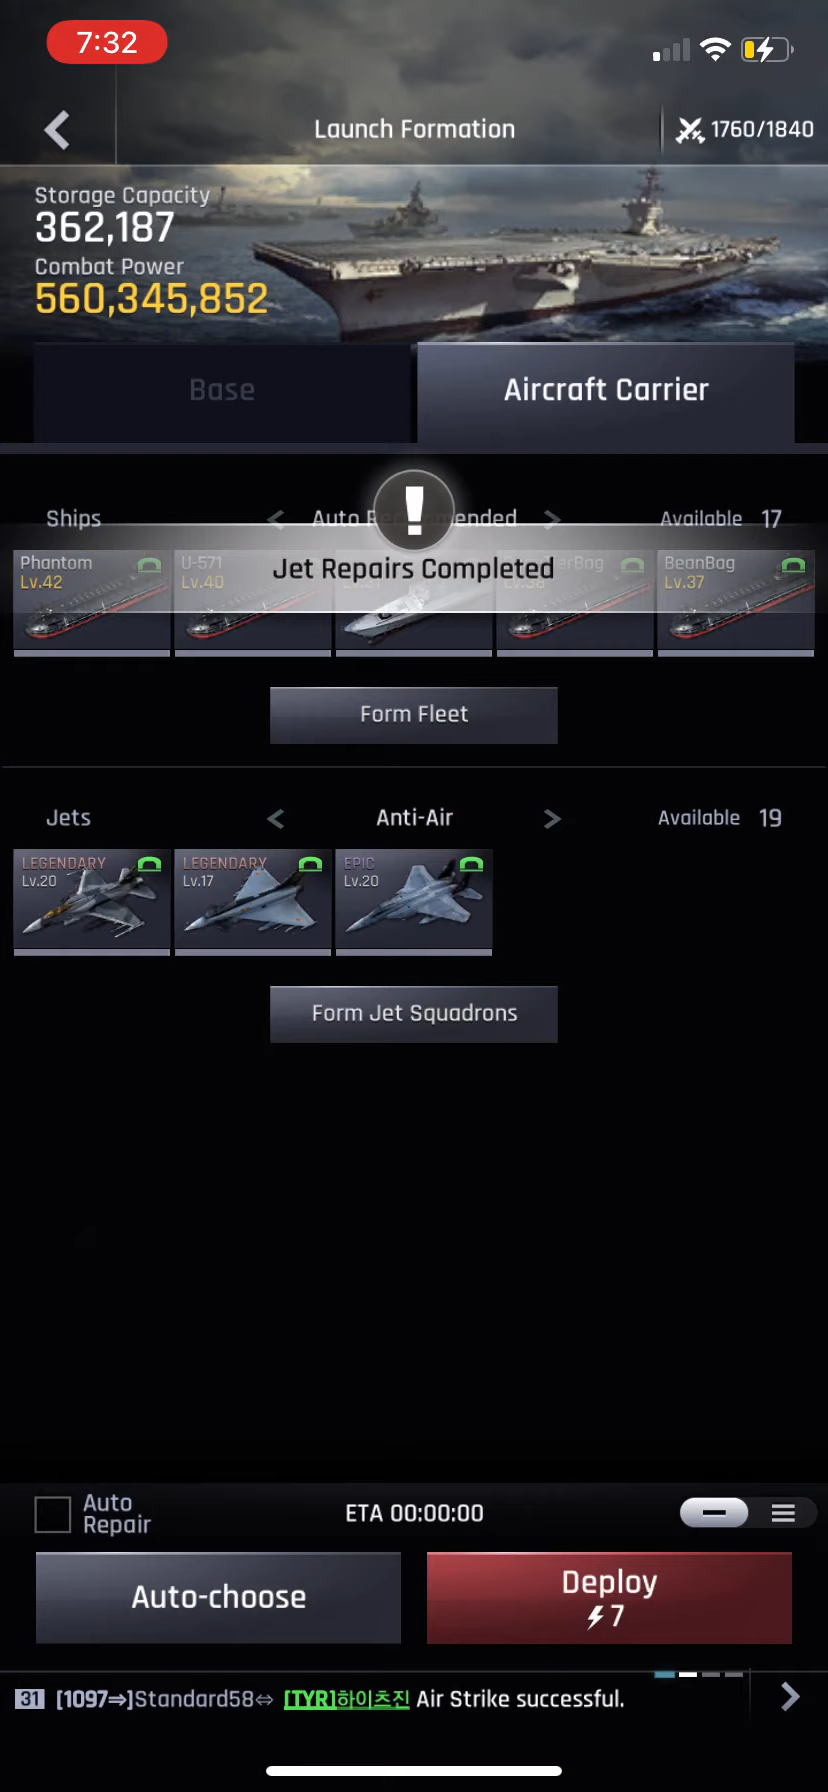 7:32
Launch Formation
1760/1840
Storage Capacity
362,187
Combat Power
560,345,852
Base
Aircraft Carrier
Ships
Auto
Available 17
Jet Repairs Completed
Phantom
Lv.42
U-571
Lv.40
BeanBag
Lv.37
Form Fleet
Jets
Anti-Air
Available 19
LEGENDARY
Lv.20
LEGENDARY
Lv.17
EPIC
Lv.20
Form Jet Squadrons
Auto
Repair
ETA 00:00:00
Auto-choose
Deploy
7
31 [1097⇒]Standard58⇔ [TYR]하이츠진 Air Strike successful.